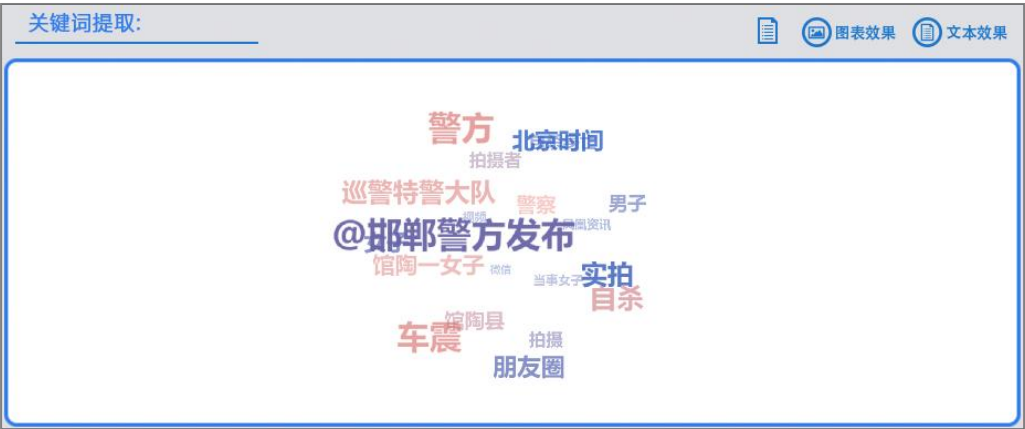 关键词提取:
图表效果
文本效果
警方
北京时间
拍摄者
巡警特警大队
警察
男子
视频
凤凰资讯
@邯郸警方发布
馆陶一女子
微信
当事女子
实拍
自杀
馆陶县
车震
拍摄
朋友圈